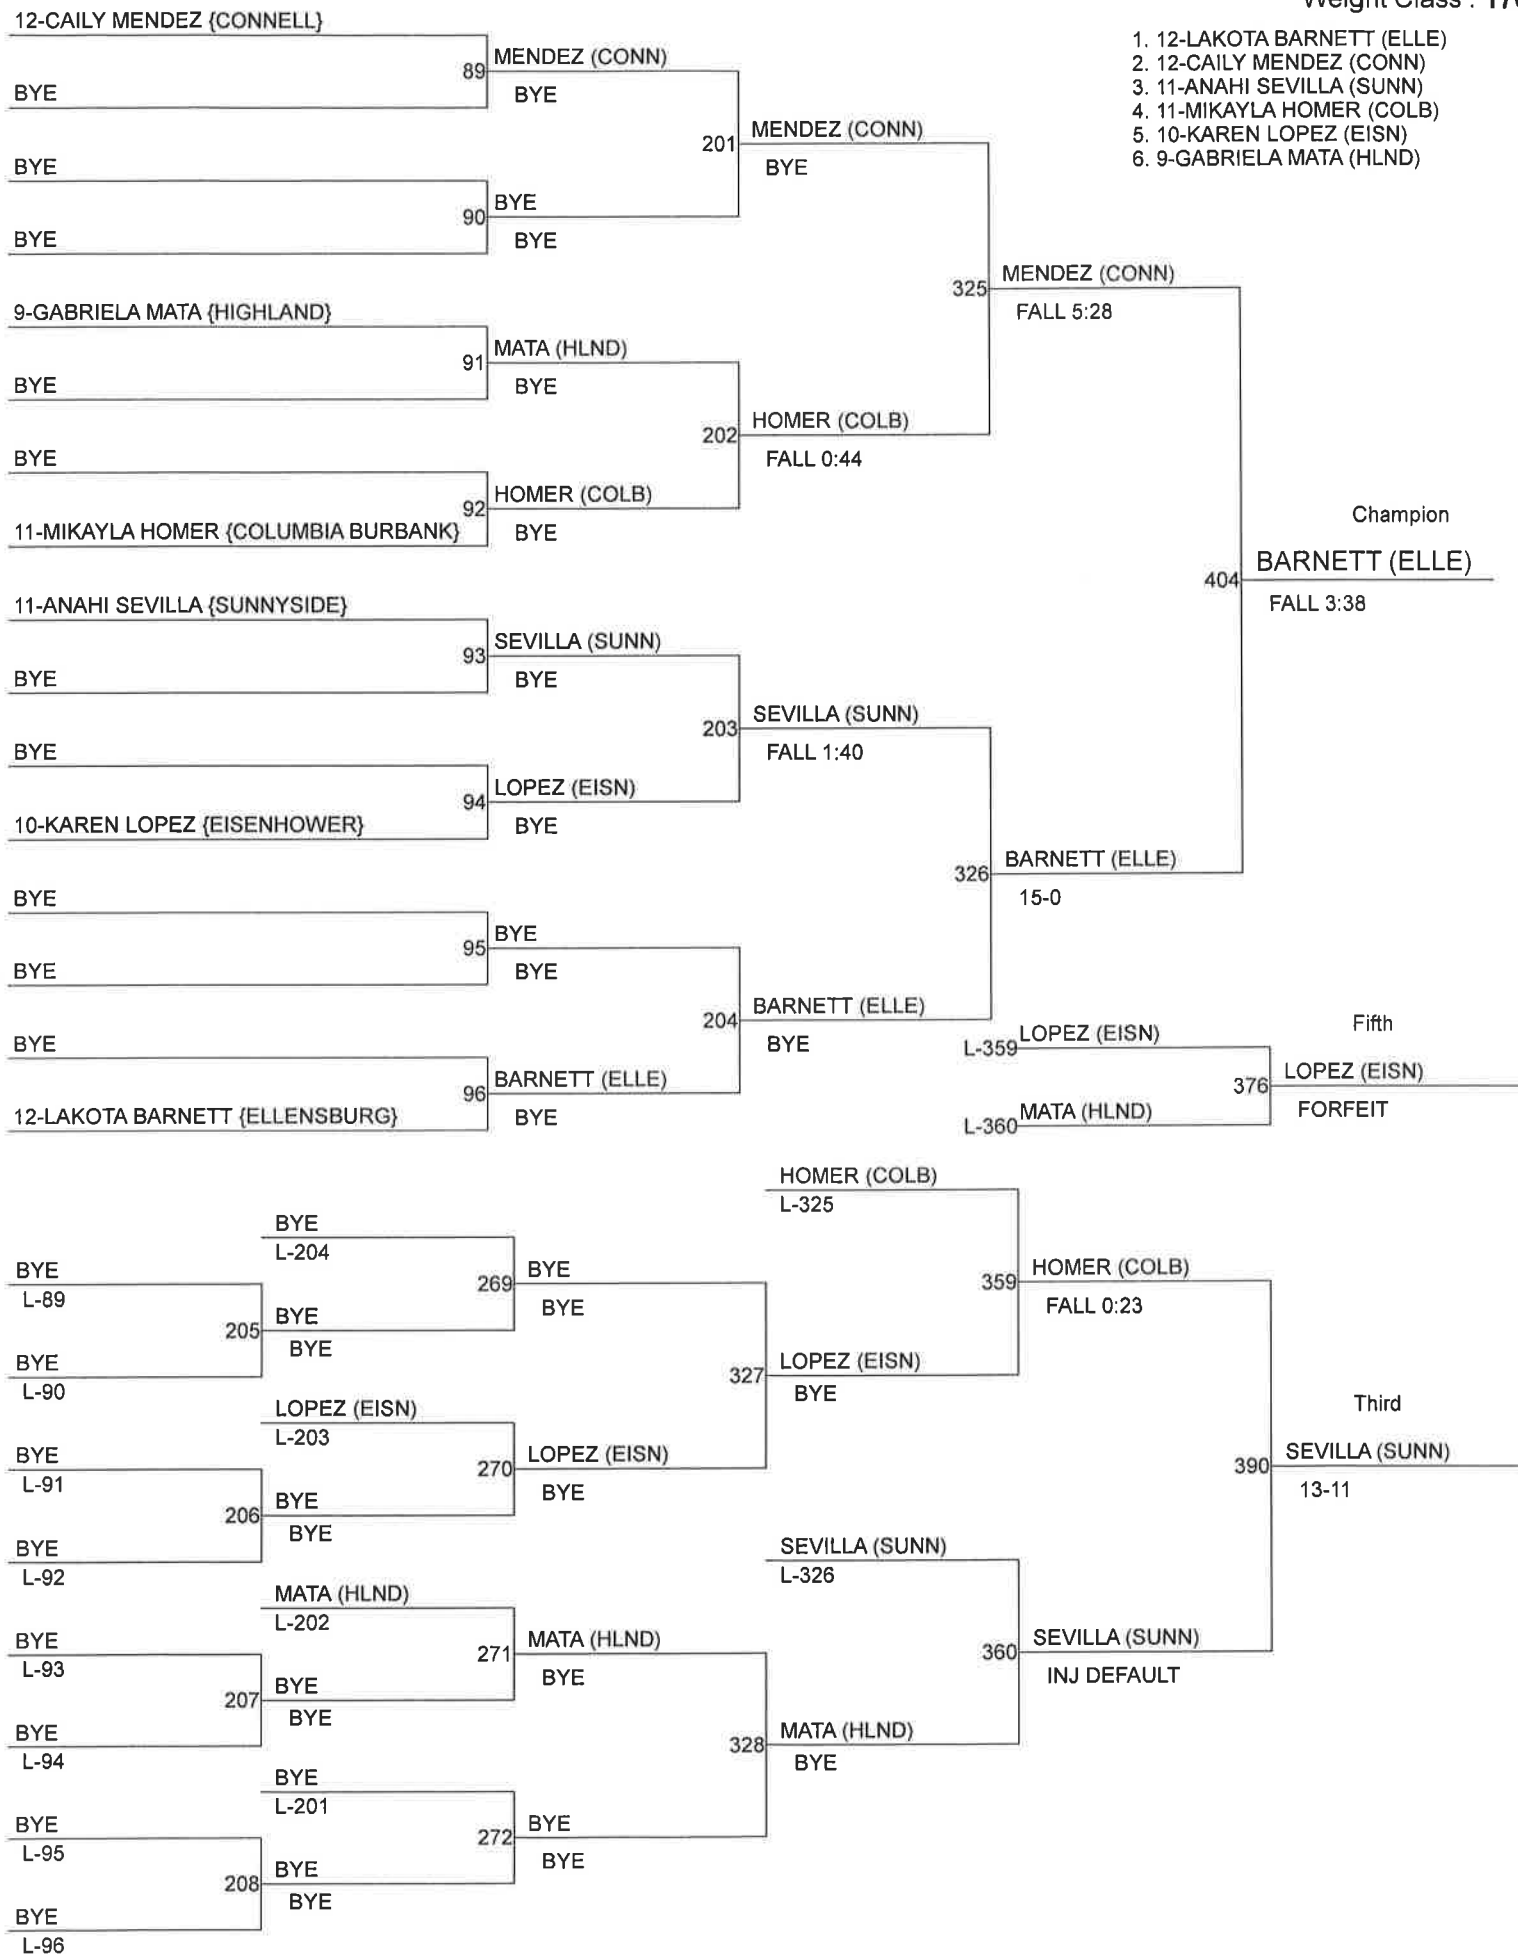 Weight Class :
1. 12-LAKOTA BARNETT (ELLE)
2. 12-CAILY MENDEZ (CONN)
3. 11-ANAHI SEVILLA (SUNN)
4. 11-MIKAYLA HOMER (COLB)
5. 10-KAREN LOPEZ (EISN)
6. 9-GABRIELA MATA (HLND)
12-CAILY MENDEZ {CONNELL}
89 MENDEZ (CONN)
BYE
BYE
201 MENDEZ (CONN)
BYE
BYE
90 BYE
BYE
BYE
325 MENDEZ (CONN)
FALL 5:28
9-GABRIELA MATA {HIGHLAND}
91 MATA (HLND)
BYE
BYE
202 HOMER (COLB)
FALL 0:44
BYE
92 HOMER (COLB)
BYE
11-MIKAYLA HOMER {COLUMBIA BURBANK}
Champion
404 BARNETT (ELLE)
FALL 3:38
11-ANAHI SEVILLA {SUNNYSIDE}
93 SEVILLA (SUNN)
BYE
BYE
203 SEVILLA (SUNN)
FALL 1:40
BYE
94 LOPEZ (EISN)
BYE
10-KAREN LOPEZ {EISENHOWER}
326 BARNETT (ELLE)
15-0
BYE
95 BYE
BYE
BYE
204 BARNETT (ELLE)
BYE
BYE
96 BARNETT (ELLE)
BYE
12-LAKOTA BARNETT {ELLENSBURG}
Fifth
L-359 LOPEZ (EISN)
376 LOPEZ (EISN)
FORFEIT
L-360 MATA (HLND)
HOMER (COLB)
L-325
BYE
L-204
269 BYE
BYE
BYE
L-89
205 BYE
BYE
BYE
L-90
359 HOMER (COLB)
FALL 0:23
327 LOPEZ (EISN)
BYE
LOPEZ (EISN)
L-203
270 LOPEZ (EISN)
BYE
BYE
L-91
206 BYE
BYE
BYE
L-92
Third
390 SEVILLA (SUNN)
13-11
SEVILLA (SUNN)
L-326
MATA (HLND)
L-202
271 MATA (HLND)
BYE
BYE
L-93
207 BYE
BYE
BYE
L-94
360 SEVILLA (SUNN)
INJ DEFAULT
328 MATA (HLND)
BYE
BYE
L-201
272 BYE
BYE
BYE
L-95
208 BYE
BYE
BYE
L-96